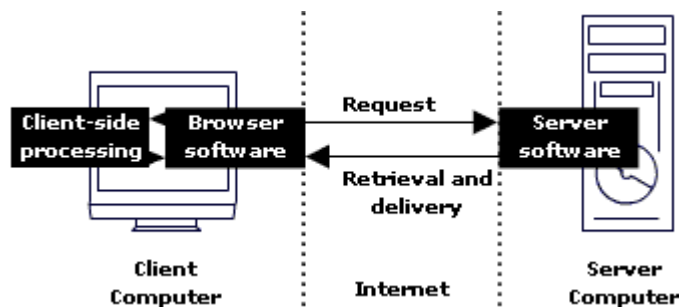 Client-side
processing
Browser
software
Request
Server
software
Retrieval and
delivery
Client
Computer
Internet
Server
Computer